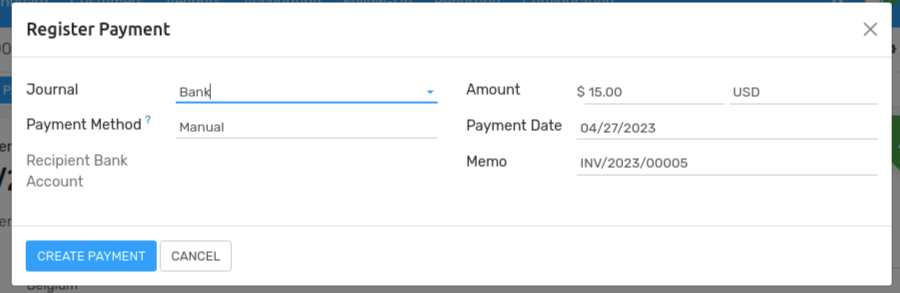 Register Payment
Journal
Bank
Amount
$ 15.00
USD
Payment Method ?
Manual
Payment Date
04/27/2023
Recipient Bank
Account
Memo
INV/2023/00005
CREATE PAYMENT
CANCEL
Belgium